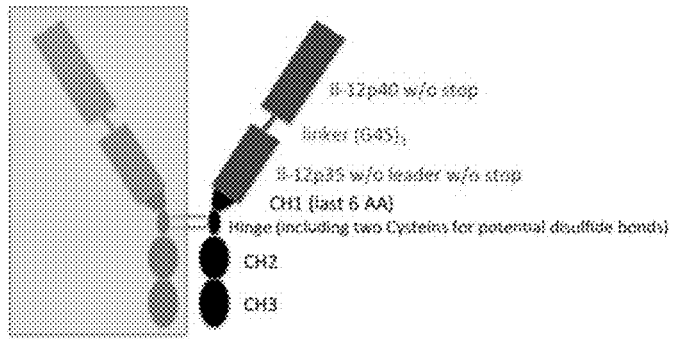 Il-12p40 w/o stop
linker (G4S)
Il-12p35 w/o leader w/o stop
CH1 (last 6 AA)
Hinge (including two Cysteins for potential disulfide bonds)
CH2
CH3